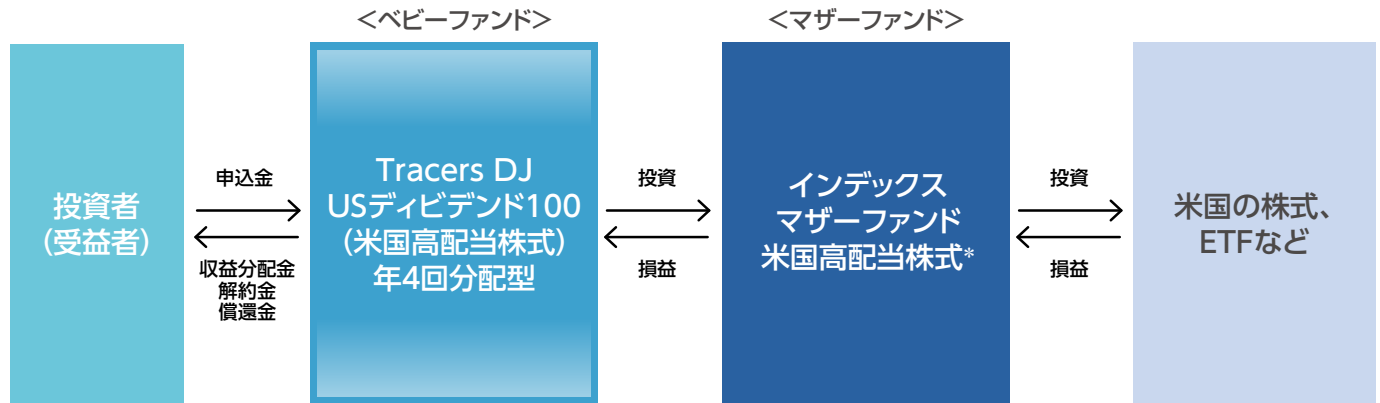 ＜ベビーファンド＞
＜マザーファンド＞
投資者
（受益者）
申込金
収益分配金
解約金
償還金
Tracers DJ
USディビデンド100
（米国高配当株式）
年4回分配型
投資
損益
インデックス
マザーファンド
米国高配当株式*
投資
損益
米国の株式、
ETFなど